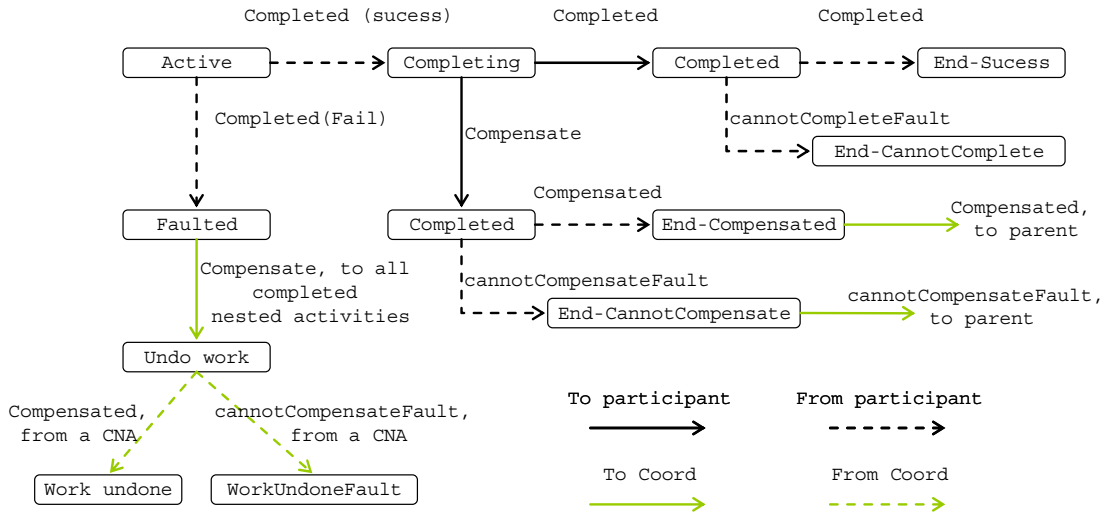 Completed (sucess)
Completed
Completed
Active
Completing
Completed
End-Sucess
Completed(Fail)
Compensate
cannotCompleteFault
End-CannotComplete
Compensated
Faulted
Completed
End-Compensated
Compensated,
to parent
Compensate, to all
completed
nested activities
cannotCompensateFault
End-CannotCompensate
cannotCompensateFault,
to parent
Undo work
Compensated,
from a CNA
cannotCompensateFault,
from a CNA
Work undone
WorkUndoneFault
To participant
From participant
To Coord
From Coord